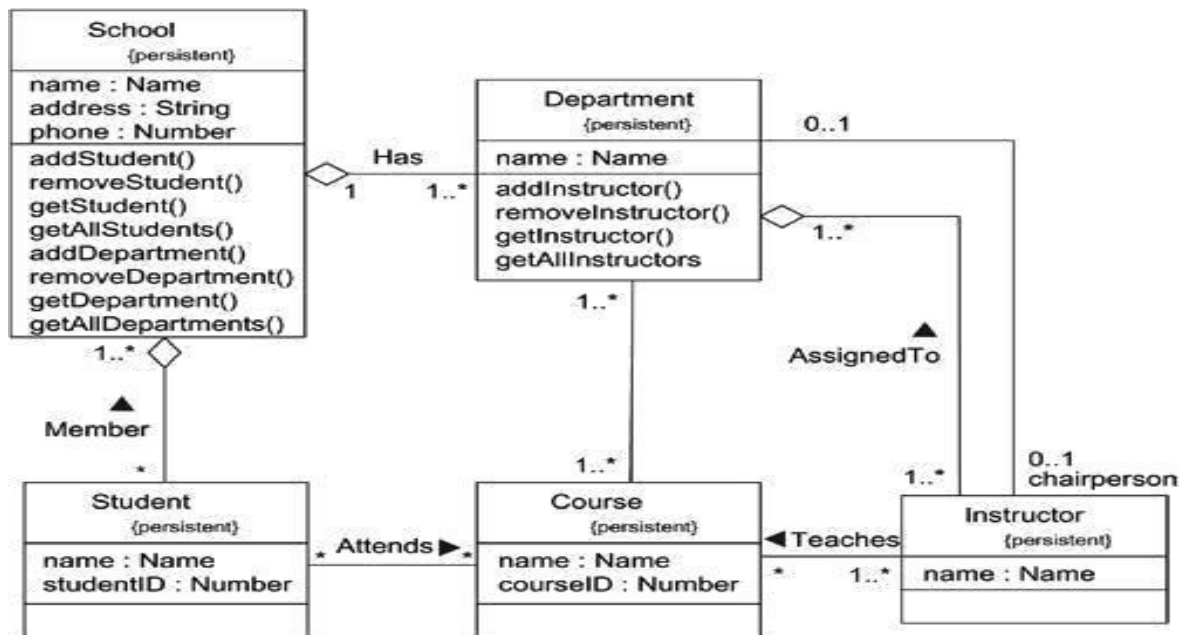 School
{persistent}
name : Name
address : String
phone : Number
addStudent()
removeStudent()
getStudent()
getAllStudents()
addDepartment()
removeDepartment()
getDepartment()
getAllDepartments()
Has
1
1..*
Department
{persistent}
name : Name
addInstructor()
removeInstructor()
getInstructor()
getAllInstructors
0..1
1..*
1..*
▲
Member
*
1..*
1..*
▲
AssignedTo
1..*
0..1
chairperson
Student
{persistent}
name : Name
studentID : Number
* Attends ▶ *
Course
{persistent}
name : Name
courseID : Number
◀ Teaches
* 1..*
Instructor
{persistent}
name : Name